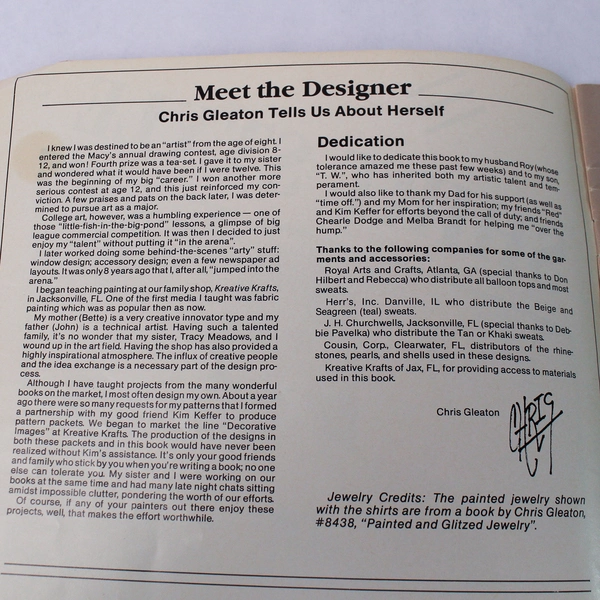 Meet the Designer
Chris Gleaton Tells Us About Herself
I knew I was destined to be an "artist" from the age of eight. I
entered the Macy's annual drawing contest, age division 8-
12, and won! Fourth prize was a tea-set. I gave it to my sister
and wondered what it would have been if I were twelve. This
was the beginning of my big "career." I won another more
serious contest at age 12, and this just reinforced my con-
viction. A few praises and pats on the back later, I was deter-
mined to pursue art as a major.
College art, however, was a humbling experience — one of
those "little-fish-in-the-big-pond" lessons, a glimpse of big
league commercial competition. It was then I decided to just
enjoy my "talent" without putting it "in the arena".
I later worked doing some behind-the-scenes "arty" stuff:
window design; accessory design; even a few newspaper ad
layouts. It was only 8 years ago that I, after all, "jumped into the
arena."
I began teaching painting at our family shop, Kreative Krafts,
in Jacksonville, FL. One of the first media I taught was fabric
painting which was as popular then as now.
My mother (Bette) is a very creative innovator type and my
father (John) is a technical artist. Having such a talented
family, it's no wonder that my sister, Tracy Meadows, and I
wound up in the art field. Having the shop has also provided a
highly inspirational atmosphere. The influx of creative people
and the idea exchange is a necessary part of the design pro-
cess.
Although I have taught projects from the many wonderful
books on the market, I most often design my own. About a year
ago there were so many requests for my patterns that I formed
a partnership with my good friend Kim Keffer to produce
pattern packets. We began to market the line "Decorative
Images" at Kreative Krafts. The production of the designs in
both these packets and in this book would have never been
realized without Kim's assistance. It's only your good friends
and family who stick by you when you're writing a book; no one
else can tolerate you. My sister and I were working on our
books at the same time and had many late night chats sitting
amidst impossible clutter, pondering the worth of our efforts.
Of course, if any of your painters out there enjoy these
projects, well, that makes the effort worthwhile.
Dedication
I would like to dedicate this book to my husband Roy (whose
tolerance amazed me these past few weeks) and to my son,
"T. W.", who has inherited both my artistic talent and tem-
perament.
I would also like to thank my Dad for his support (as well as
"time off.") and my Mom for her inspiration; my friends "Red"
and Kim Keffer for efforts beyond the call of duty; and friends
Chearle Dodge and Melba Brandt for helping me "over the
hump."
Thanks to the following companies for some of the gar-
ments and accessories:
Royal Arts and Crafts, Atlanta, GA (special thanks to Don
Hilbert and Rebecca) who distribute all balloon tops and most
sweats.
Herr's, Inc. Danville, IL who distribute the Beige and
Seagreen (teal) sweats.
J. H. Churchwells, Jacksonville, FL (special thanks to Deb-
bie Pavelka) who distribute the Tan or Khaki sweats.
Cousin, Corp., Clearwater, FL, distributors of the rhine-
stones, pearls, and shells used in these designs.
Kreative Krafts of Jax, FL, for providing access to materials
used in this book.
Chris Gleaton CHRIS
Jewelry Credits: The painted jewelry shown
with the shirts are from a book by Chris Gleaton,
#8438, "Painted and Glitzed Jewelry".